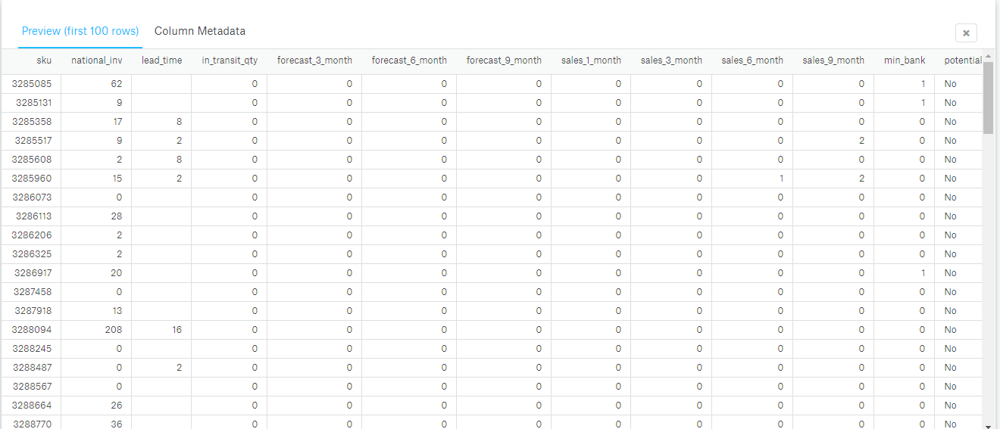 Preview (first 100 rows) Column Metadata
sku national_inv lead_time in_transit_qty forecast_3_month forecast_6_month forecast_9_month sales_1_month sales_3_month sales_6_month sales_9_month min_bank potential
3285085 62 0 0 0 0 0 0 0 0 1 No
3285131 9 0 0 0 0 0 0 0 0 1 No
3285358 17 8 0 0 0 0 0 0 0 0 0 No
3285517 9 2 0 0 0 0 0 0 0 2 0 No
3285608 2 8 0 0 0 0 0 0 0 0 0 No
3285960 15 2 0 0 0 0 0 0 1 2 0 No
3286073 0 0 0 0 0 0 0 0 0 0 No
3286113 28 0 0 0 0 0 0 0 0 0 No
3286206 2 0 0 0 0 0 0 0 0 0 No
3286325 2 0 0 0 0 0 0 0 0 0 No
3286917 20 0 0 0 0 0 0 0 0 1 No
3287458 0 0 0 0 0 0 0 0 0 0 No
3287918 13 0 0 0 0 0 0 0 0 0 No
3288094 208 16 0 0 0 0 0 0 0 0 0 No
3288245 0 0 0 0 0 0 0 0 0 0 No
3288487 0 2 0 0 0 0 0 0 0 0 0 No
3288567 0 0 0 0 0 0 0 0 0 0 No
3288664 26 0 0 0 0 0 0 0 0 0 No
3288770 36 0 0 0 0 0 0 0 0 0 No